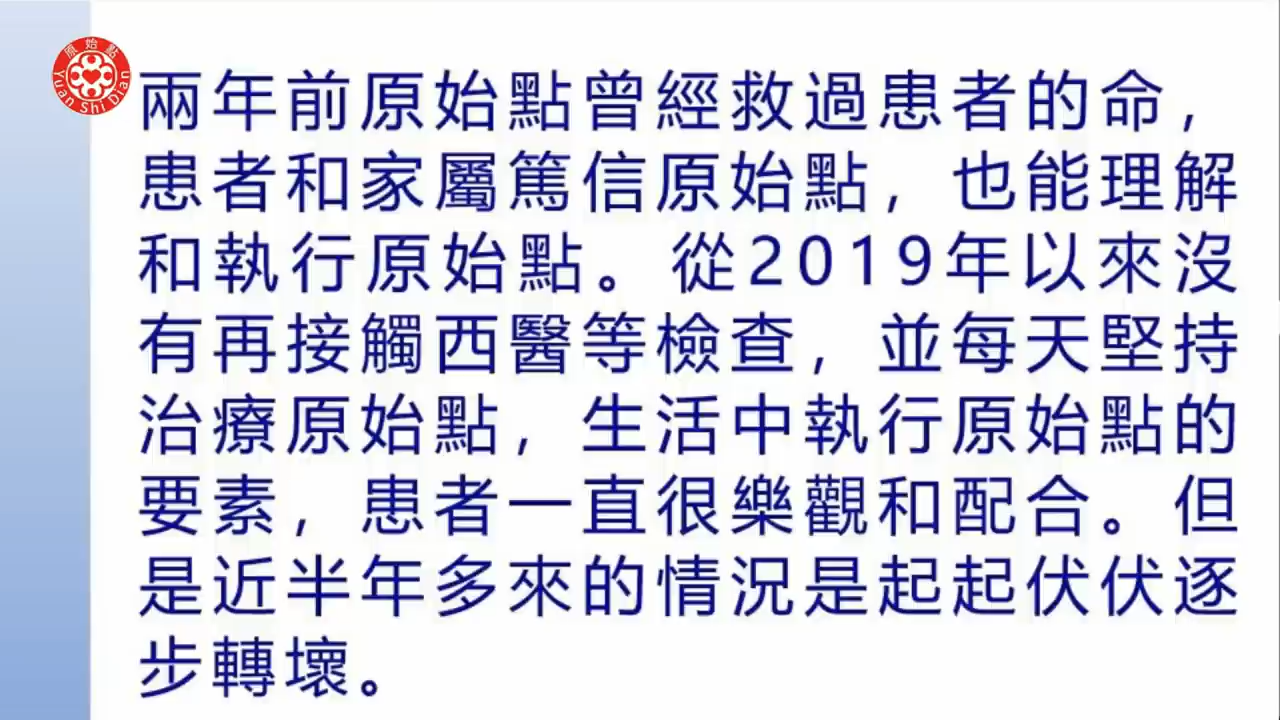 原始點
Yuan Shi Dian
兩年前原始點曾經救過患者的命，
患者和家屬篤信原始點，也能理解
和執行原始點。從2019年以來沒
有再接觸西醫等檢查，並每天堅持
治療原始點，生活中執行原始點的
要素，患者一直很樂觀和配合。但
是近半年多來的情況是起起伏伏逐
步轉壞。